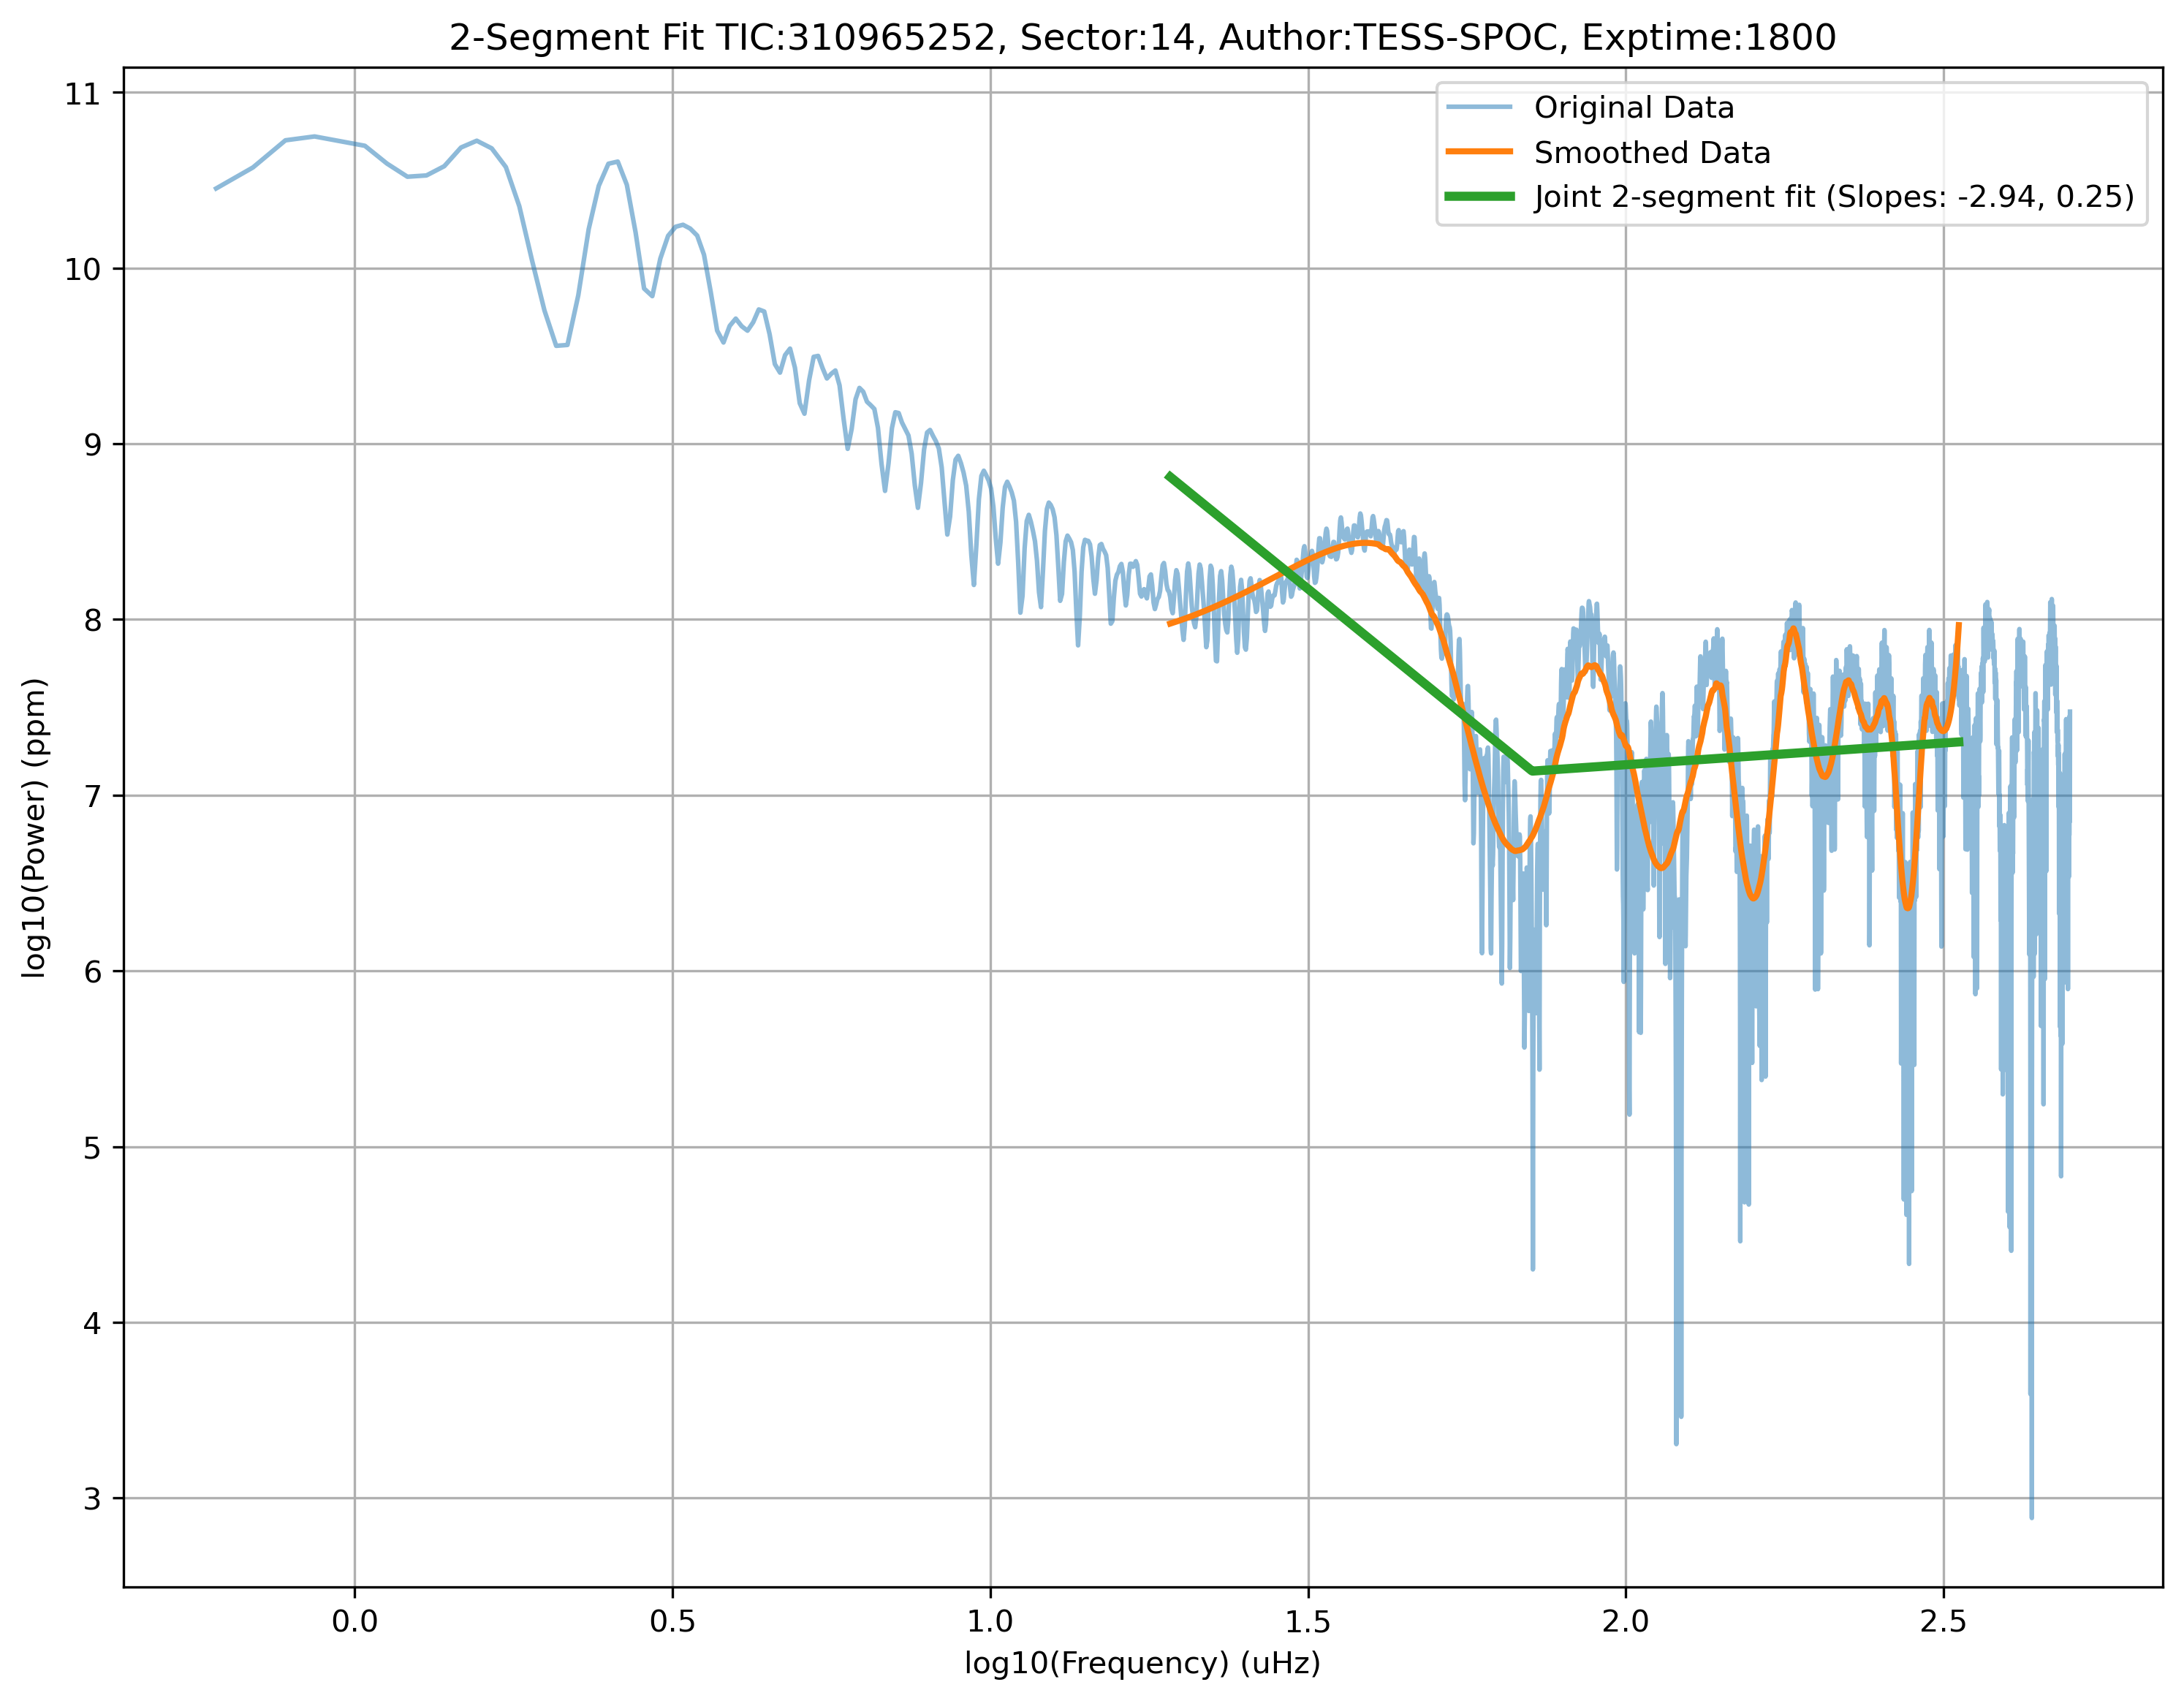 2-Segment Fit TIC:310965252, Sector:14, Author:TESS-SPOC, Exptime:1800
Original Data
Smoothed Data
Joint 2-segment fit (Slopes: -2.94, 0.25)
log10(Power) (ppm)
11
10
9
8
7
6
5
4
3
0.0 0.5 1.0 1.5 2.0 2.5
log10(Frequency) (uHz)